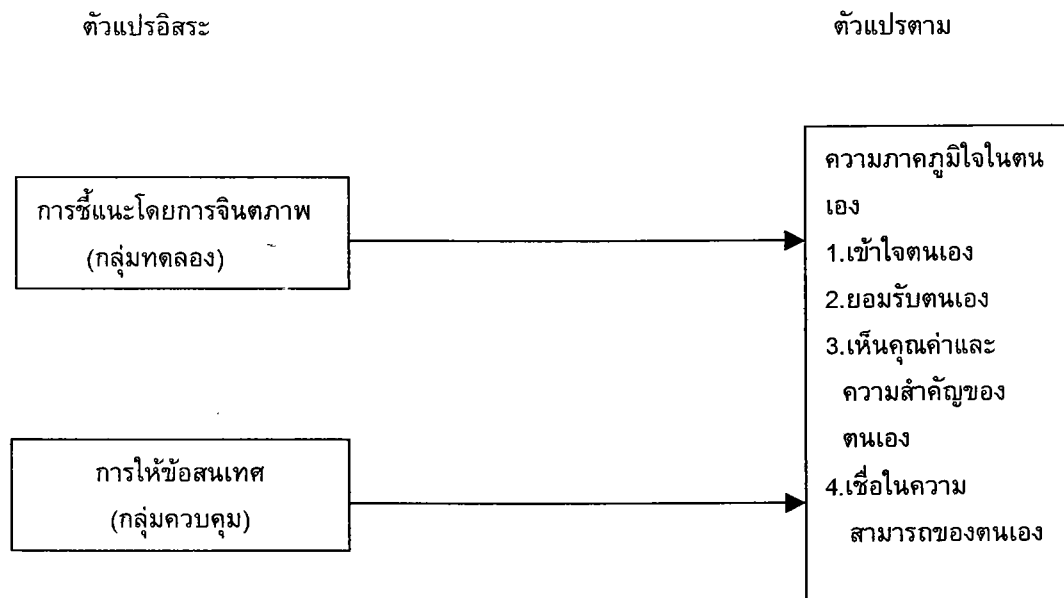 ตัวแปรอิสระ
ตัวแปรตาม
การชี้แนะโดยการจินตภาพ
(กลุ่มทดลอง)
การให้ข้อสนเทศ
(กลุ่มควบคุม)
ความภาคภูมิใจในตน
เอง
1.เข้าใจตนเอง
2.ยอมรับตนเอง
3.เห็นคุณค่าและ
ความสำคัญของ
ตนเอง
4.เชื่อในความ
สามารถของตนเอง